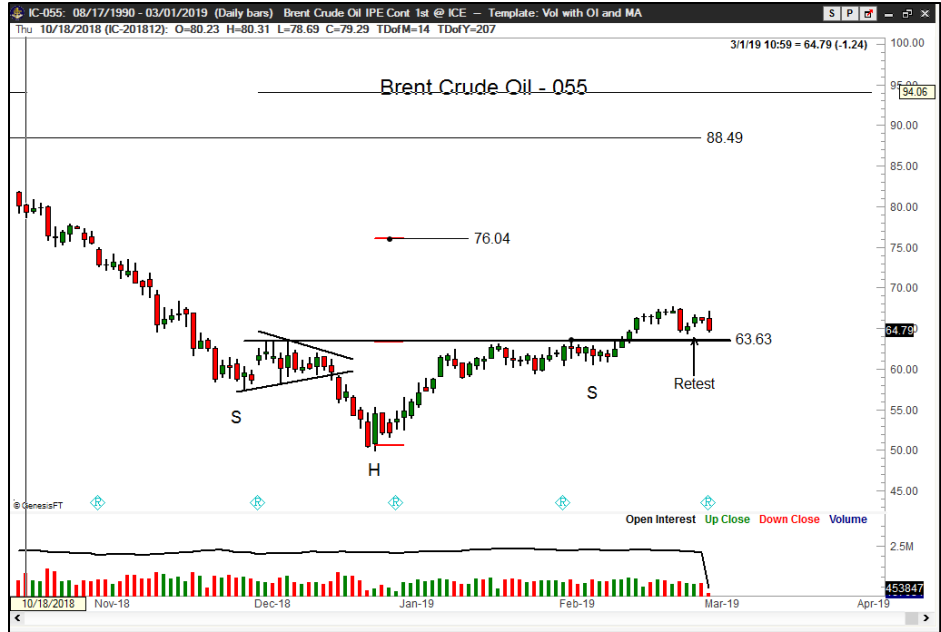 IC-055: 08/17/1990 - 03/01/2019 (Daily bars) Brent Crude Oil IPE Cont 1st @ ICE - Template: Vol with OI and MA
S P
Thu 10/18/2018 (IC-201812): O=80.23 H=80.31 L=78.69 C=79.29 TDofM=14 TDofY=207
3/1/19 10:59 = 64.79 (-1.24)
100.00
Brent Crude Oil - 055
94.06
90.00
88.49
85.00
80.00
76.04
75.00
70.00
64.79
63.63
60.00
Retest
S
S
55.00
H
50.00
45.00
R R R R R
© GenesisFT
Open Interest Up Close Down Close Volume
2.5M
453847
10/18/2018 Nov-18 Dec-18 Jan-19 Feb-19 Mar-19 Apr-19